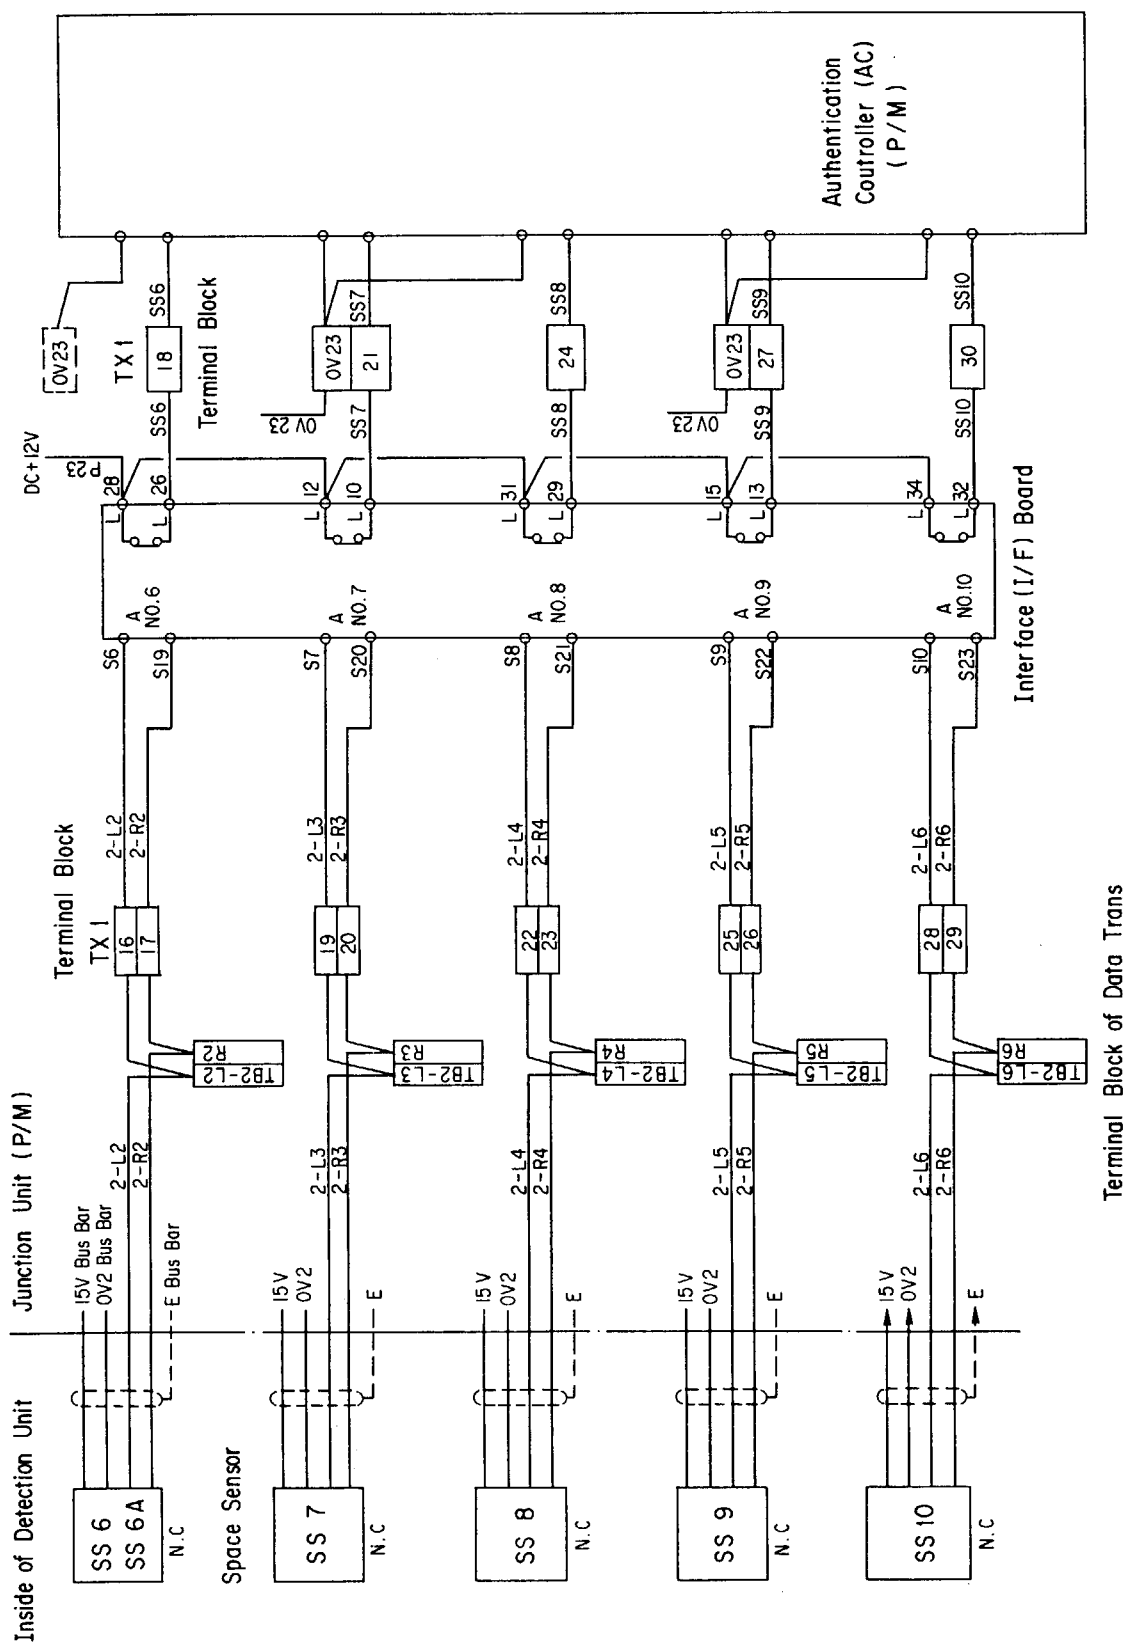 Inside of Detection Unit
Junction Unit (P/M)
SS 6
SS 6A
N.C
15V Bus Bar
0V2 Bus Bar
E Bus Bar
2-L2
2-R2
TB2-L2
R2
Terminal Block
TX 1
16
17
2-L2
2-R2
S6
S19
A
NO.6
DC+12V
P23
L 28
L 26
SS6
0V23
TX 1
18
Terminal Block
SS6
Space Sensor
SS 7
N.C
15V
0V2
E
2-L3
2-R3
TB2-L3
R3
19
20
2-L3
2-R3
S7
S20
A
NO.7
L 12
L 10
0V 23
SS7
0V23
21
SS7
SS 8
N.C
15V
0V2
E
2-L4
2-R4
TB2-L4
R4
22
23
2-L4
2-R4
S8
S21
A
NO.8
L 31
L 29
SS8
24
SS8
SS 9
N.C
15V
0V2
E
2-L5
2-R5
TB2-L5
R5
25
26
2-L5
2-R5
S9
S22
A
NO.9
L 15
L 13
0V 23
SS9
0V23
27
SS9
SS10
N.C
15V
0V2
E
2-L6
2-R6
TB2-L6
R6
28
29
2-L6
2-R6
S10
S23
A
NO.10
L 34
L 32
SS10
30
SS10
Authentication
Coutroller (AC)
(P/M)
Interface (I/F) Board
Terminal Block of Data Trans